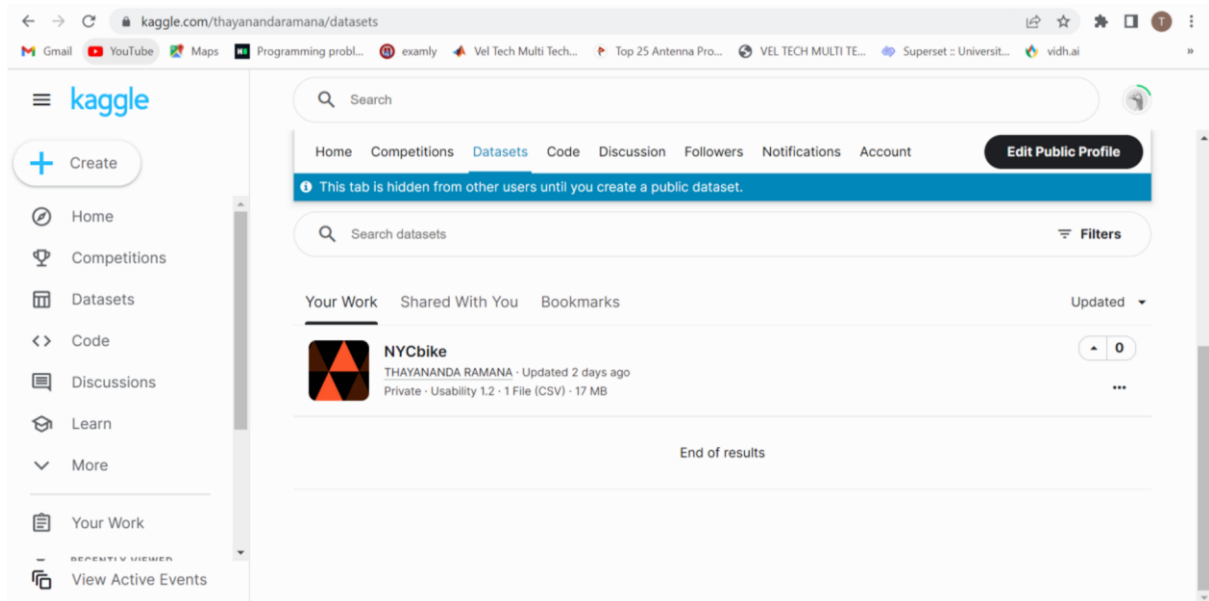 kaggle.com/thayanandaramana/datasets
T
Gmail YouTube Maps Programming probl... examly Vel Tech Multi Tech... Top 25 Antenna Pro... VEL TECH MULTI TE... Superset :: Universit... vidh.ai »
kaggle
Search
Create
Home Competitions Datasets Code Discussion Followers Notifications Account Edit Public Profile
This tab is hidden from other users until you create a public dataset.
Search datasets Filters
Home
Competitions
Datasets
Code
Discussions
Learn
More
Your Work
RECENTLY VIEWED
View Active Events
Your Work Shared With You Bookmarks Updated
NYCbike 0
THAYANANDA RAMANA · Updated 2 days ago
Private · Usability 1.2 · 1 File (CSV) · 17 MB
End of results